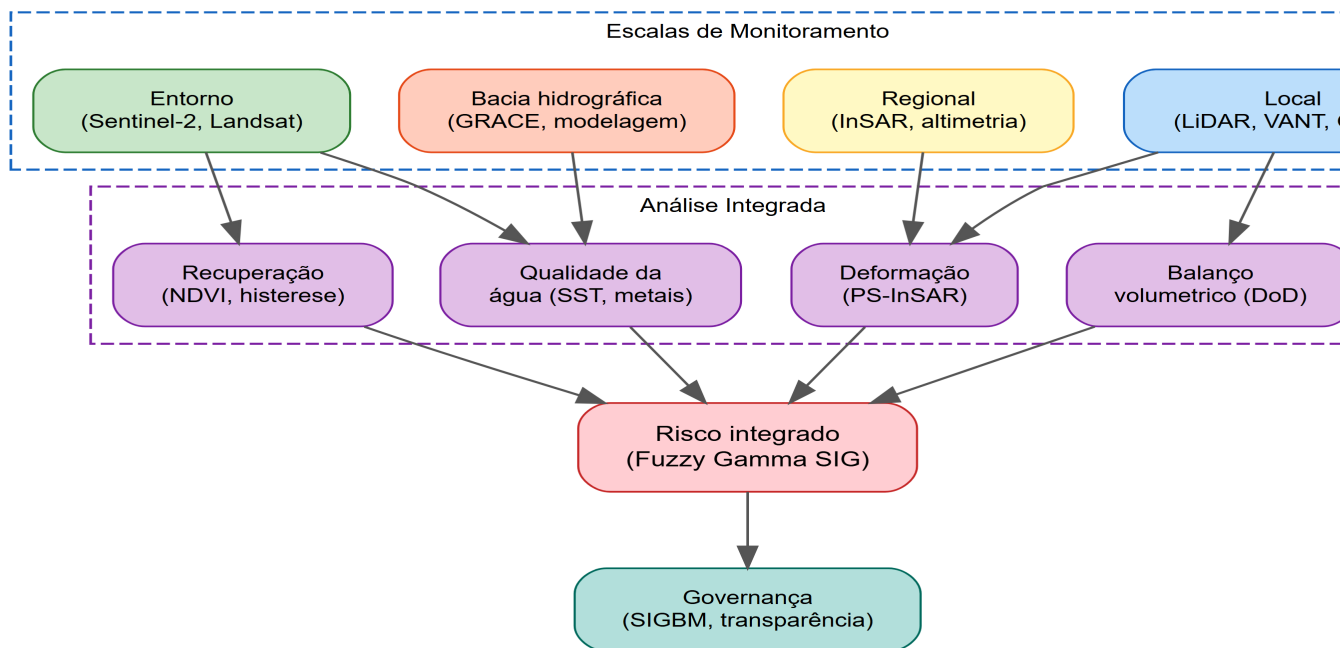 Escalas de Monitoramento
Entorno
(Sentinel-2, Landsat)
Bacia hidrográfica
(GRACE, modelagem)
Regional
(InSAR, altimetria)
Local
(LiDAR, VANT,
Análise Integrada
Recuperação
(NDVI, histerese)
Qualidade da
água (SST, metais)
Deformação
(PS-InSAR)
Balanço
volumetrico (DoD)
Risco integrado
(Fuzzy Gamma SIG)
Governança
(SIGBM, transparência)